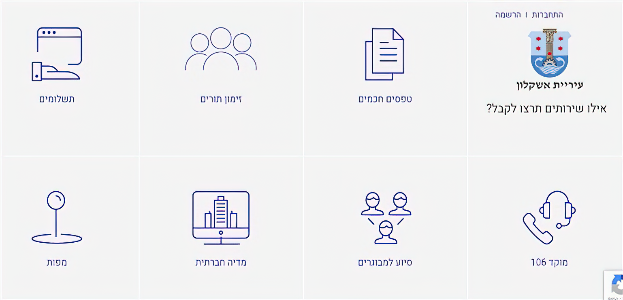 התחברות | הרשמה
עיריית אשקלון
אילו שירותים תרצו לקבל?
טפסים חכמים
זימון תורים
תשלומים
מוקד 106
סיוע למבוגרים
מדיה חברתית
מפות